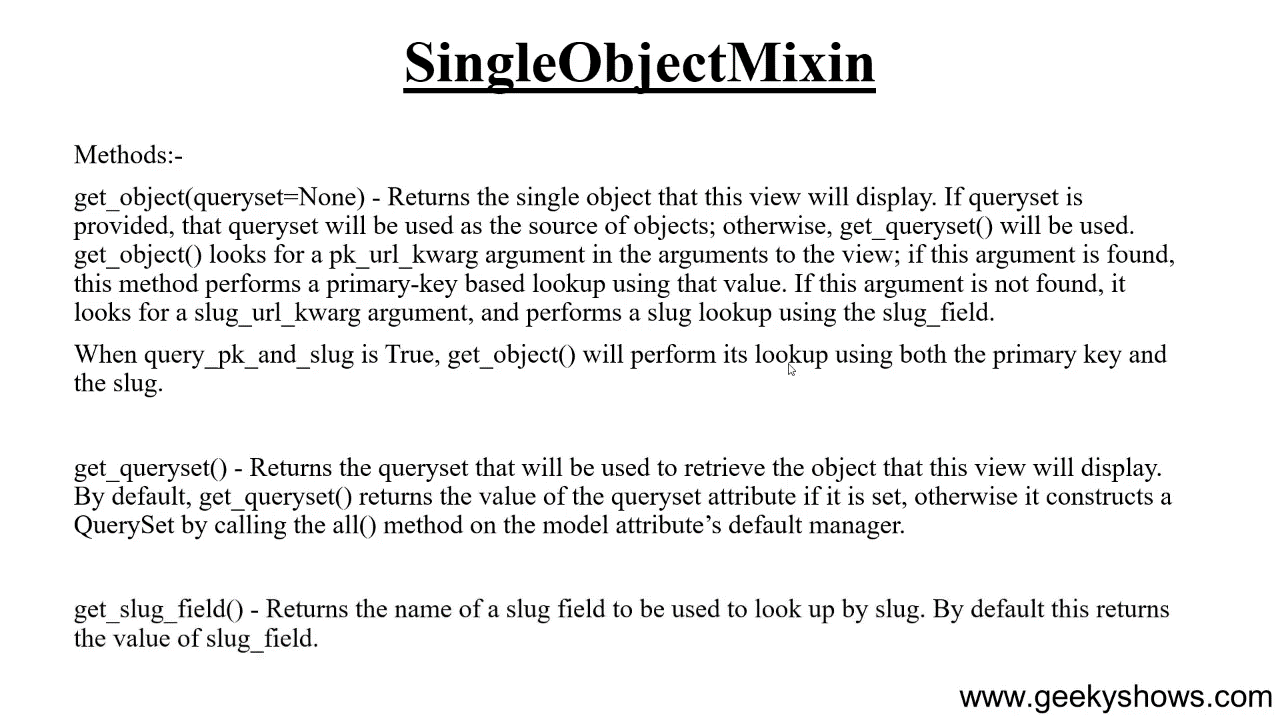 SingleObjectMixin
Methods:-
get_object(queryset=None) - Returns the single object that this view will display. If queryset is
provided, that queryset will be used as the source of objects; otherwise, get_queryset() will be used.
get_object() looks for a pk_url_kwarg argument in the arguments to the view; if this argument is found,
this method performs a primary-key based lookup using that value. If this argument is not found, it
looks for a slug_url_kwarg argument, and performs a slug lookup using the slug_field.
When query_pk_and_slug is True, get_object() will perform its lookup using both the primary key and
the slug.
get_queryset() - Returns the queryset that will be used to retrieve the object that this view will display.
By default, get_queryset() returns the value of the queryset attribute if it is set, otherwise it constructs a
QuerySet by calling the all() method on the model attribute’s default manager.
get_slug_field() - Returns the name of a slug field to be used to look up by slug. By default this returns
the value of slug_field.
www.geekyshows.com